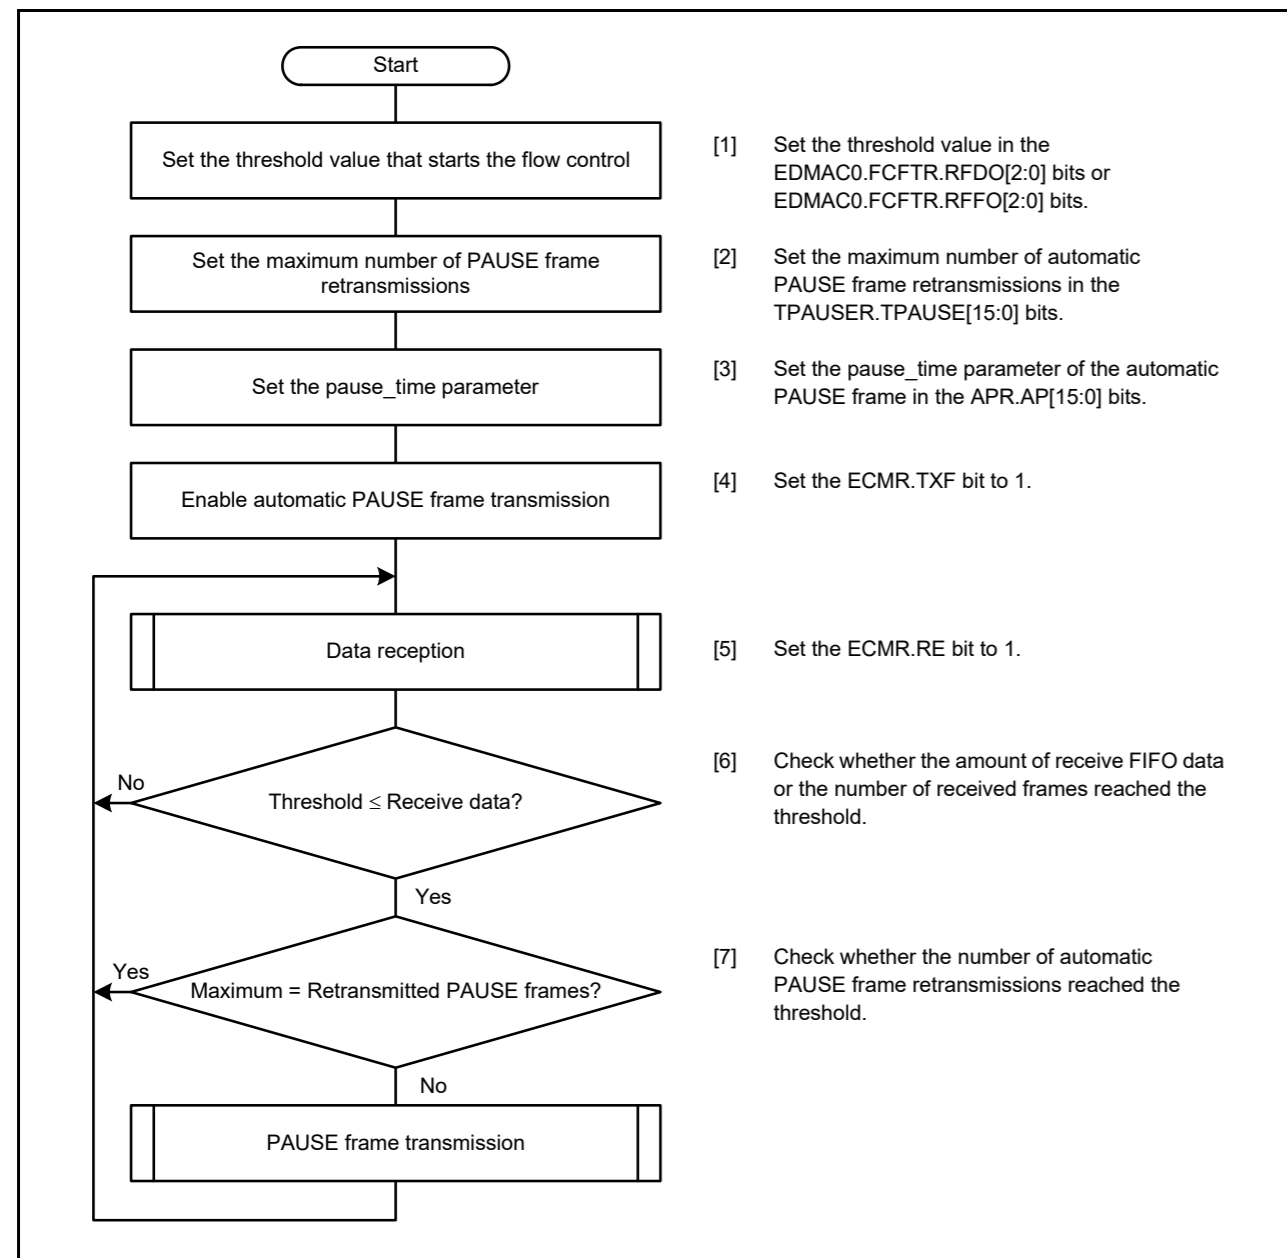 Start
Set the threshold value that starts the flow control
[1] Set the threshold value in the
EDMAC0.FCFTR.RFDO[2:0] bits or
EDMAC0.FCFTR.RFFO[2:0] bits.
Set the maximum number of PAUSE frame
retransmissions
[2] Set the maximum number of automatic
PAUSE frame retransmissions in the
TPAUSER.TPAUSE[15:0] bits.
Set the pause_time parameter
[3] Set the pause_time parameter of the automatic
PAUSE frame in the APR.AP[15:0] bits.
Enable automatic PAUSE frame transmission
[4] Set the ECMR.TXF bit to 1.
Data reception
[5] Set the ECMR.RE bit to 1.
No
Threshold ≤ Receive data?
[6] Check whether the amount of receive FIFO data
or the number of received frames reached the
threshold.
Yes
Yes
Maximum = Retransmitted PAUSE frames?
[7] Check whether the number of automatic
PAUSE frame retransmissions reached the
threshold.
No
PAUSE frame transmission